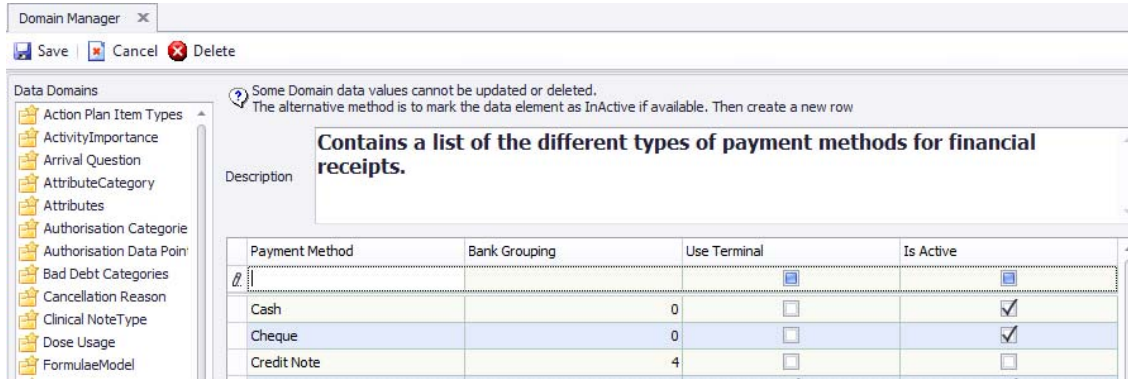 Domain Manager
Save Cancel Delete
Data Domains
Action Plan Item Types
ActivityImportance
Arrival Question
AttributeCategory
Attributes
Authorisation Categorie
Authorisation Data Poin
Bad Debt Categories
Cancellation Reason
Clinical NoteType
Dose Usage
FormulaeModel
Some Domain data values cannot be updated or deleted.
The alternative method is to mark the data element as InActive if available. Then create a new row
Description
Contains a list of the different types of payment methods for financial
receipts.
Payment Method Bank Grouping Use Terminal Is Active
Cash 0
Cheque 0
Credit Note 4